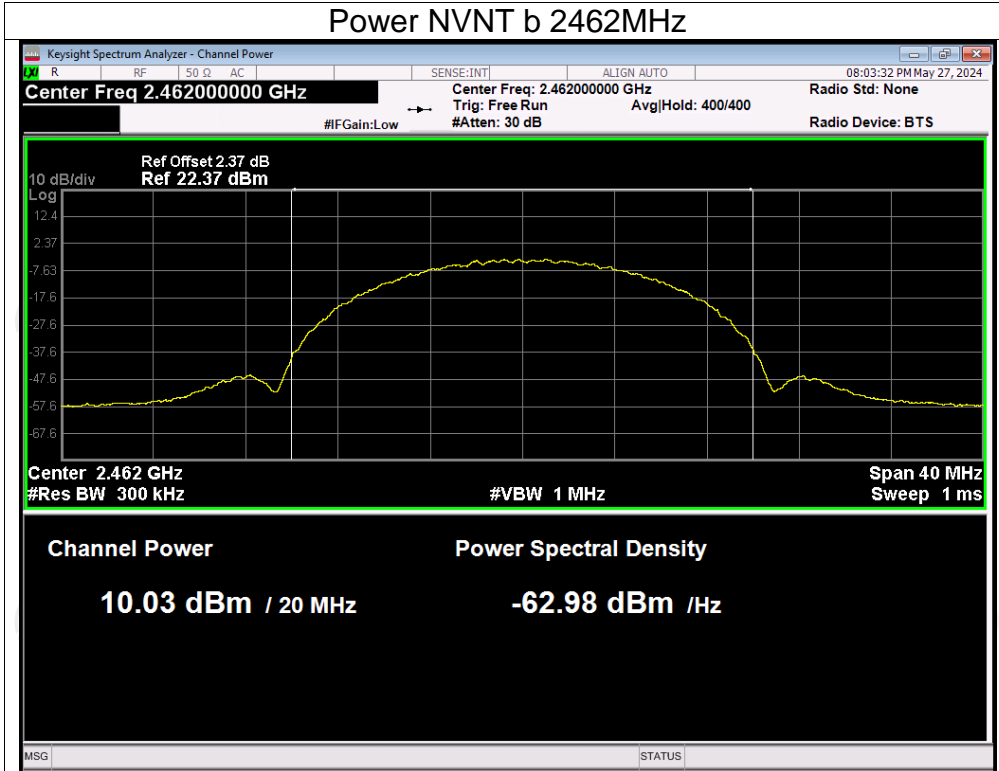 Power NVNT b 2462MHz
Keysight Spectrum Analyzer - Channel Power
LXI R RF 50 Ω AC SENSE:INT ALIGN AUTO 08:03:32 PM May 27, 2024
Center Freq 2.462000000 GHz
Center Freq: 2.462000000 GHz
Radio Std: None
Trig: Free Run Avg|Hold: 400/400
#IFGain:Low #Atten: 30 dB Radio Device: BTS
Ref Offset 2.37 dB
10 dB/div Ref 22.37 dBm
Log
12.4
2.37
-7.63
-17.6
-27.6
-37.6
-47.6
-57.6
-67.6
Center 2.462 GHz Span 40 MHz
#Res BW 300 kHz #VBW 1 MHz Sweep 1 ms
Channel Power Power Spectral Density
10.03 dBm / 20 MHz -62.98 dBm /Hz
MSG STATUS